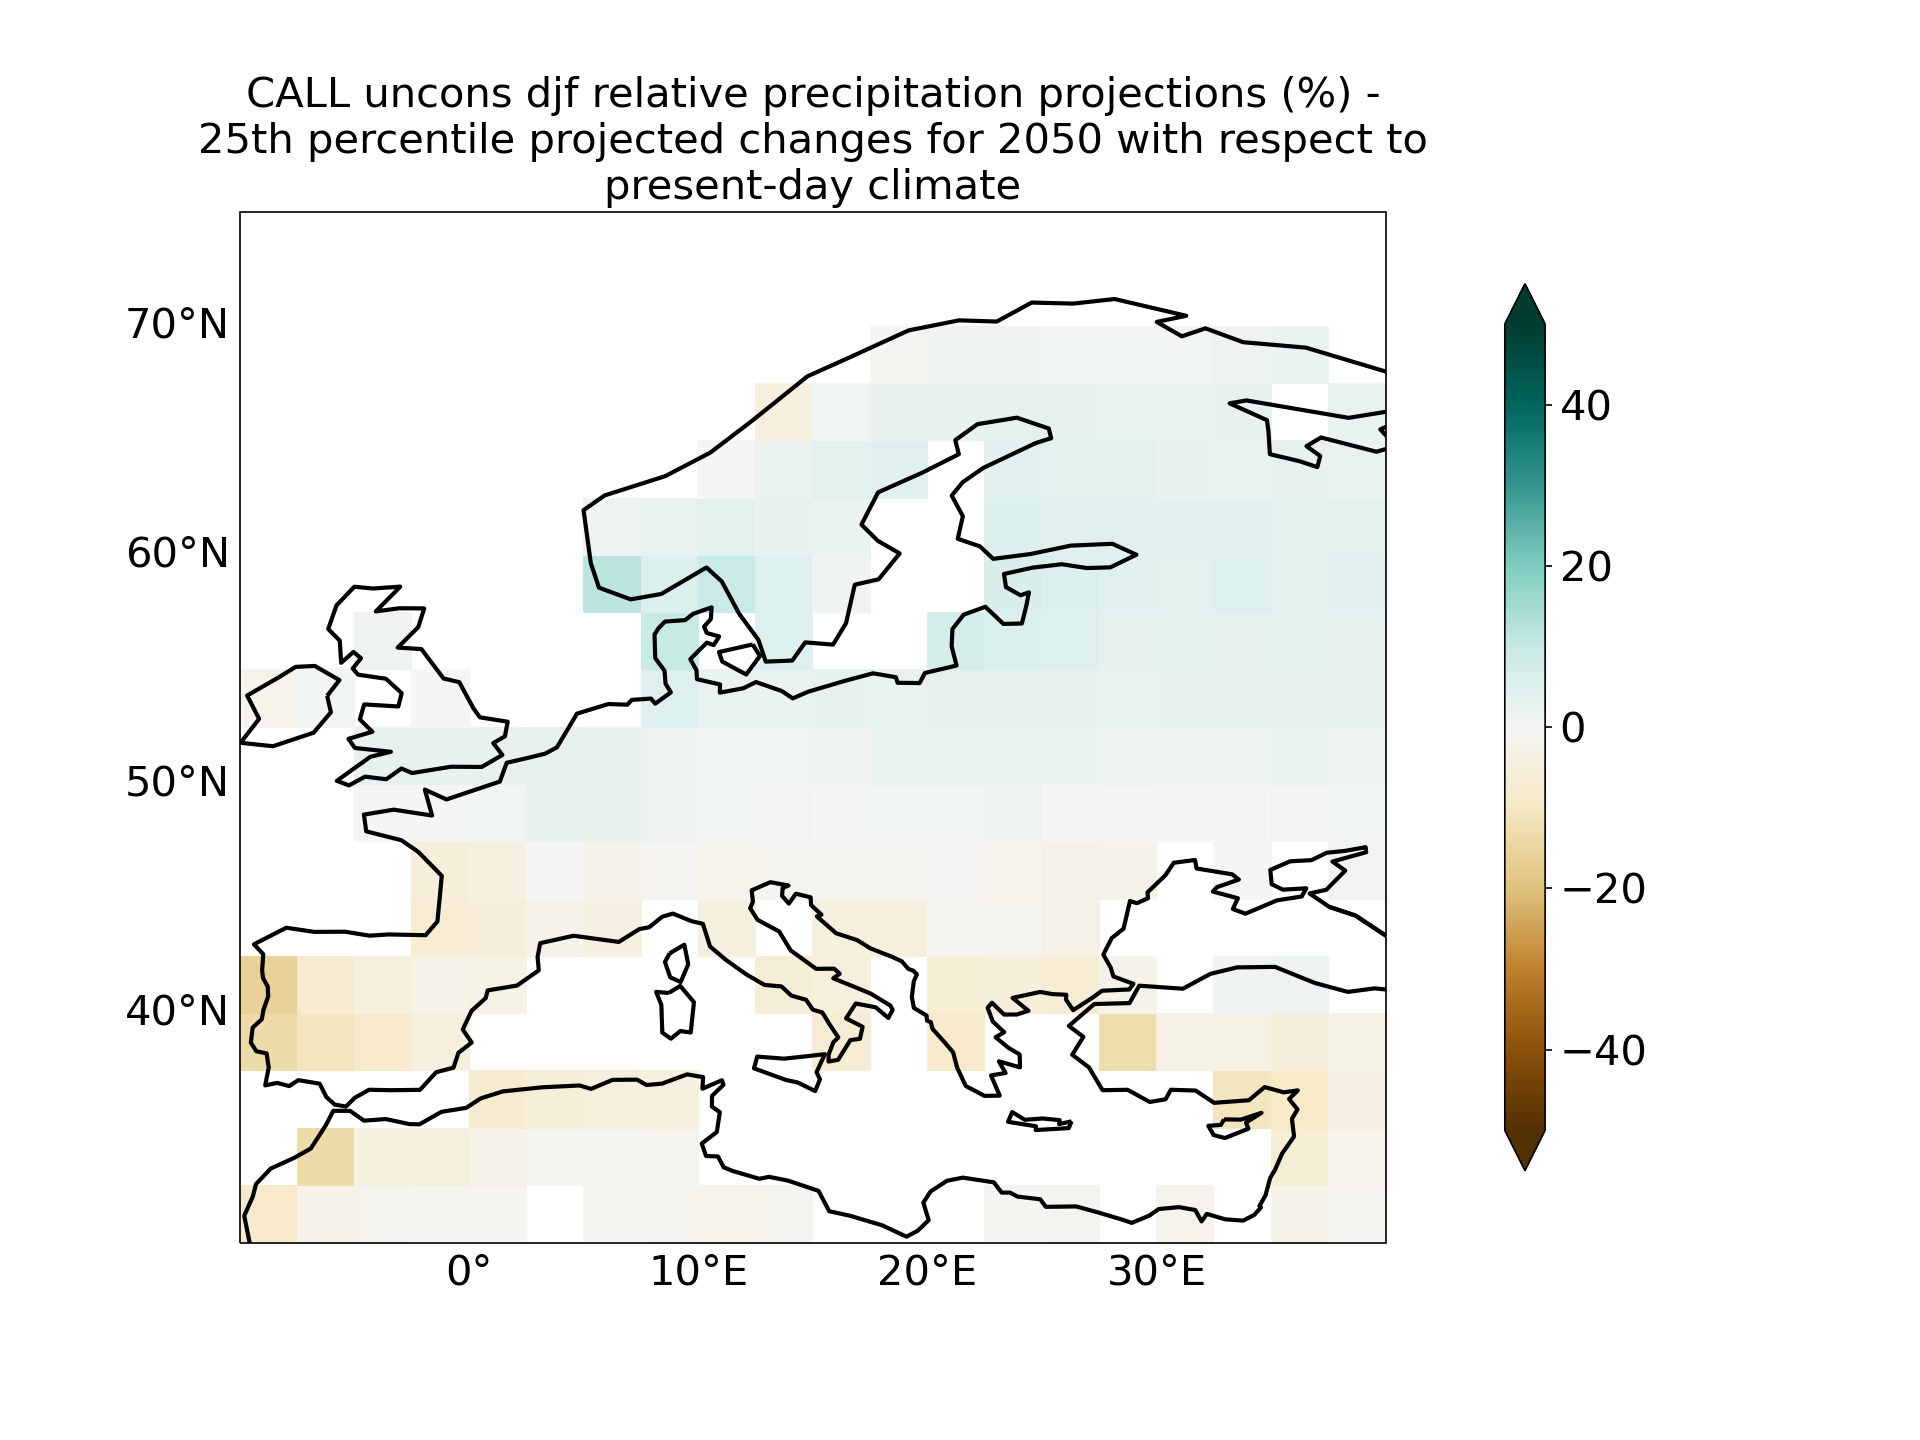 CALL uncons djf relative precipitation projections (%) -
25th percentile projected changes for 2050 with respect to
present-day climate
70°N
60°N
50°N
40°N
0°
10°E
20°E
30°E
40
20
0
−20
−40